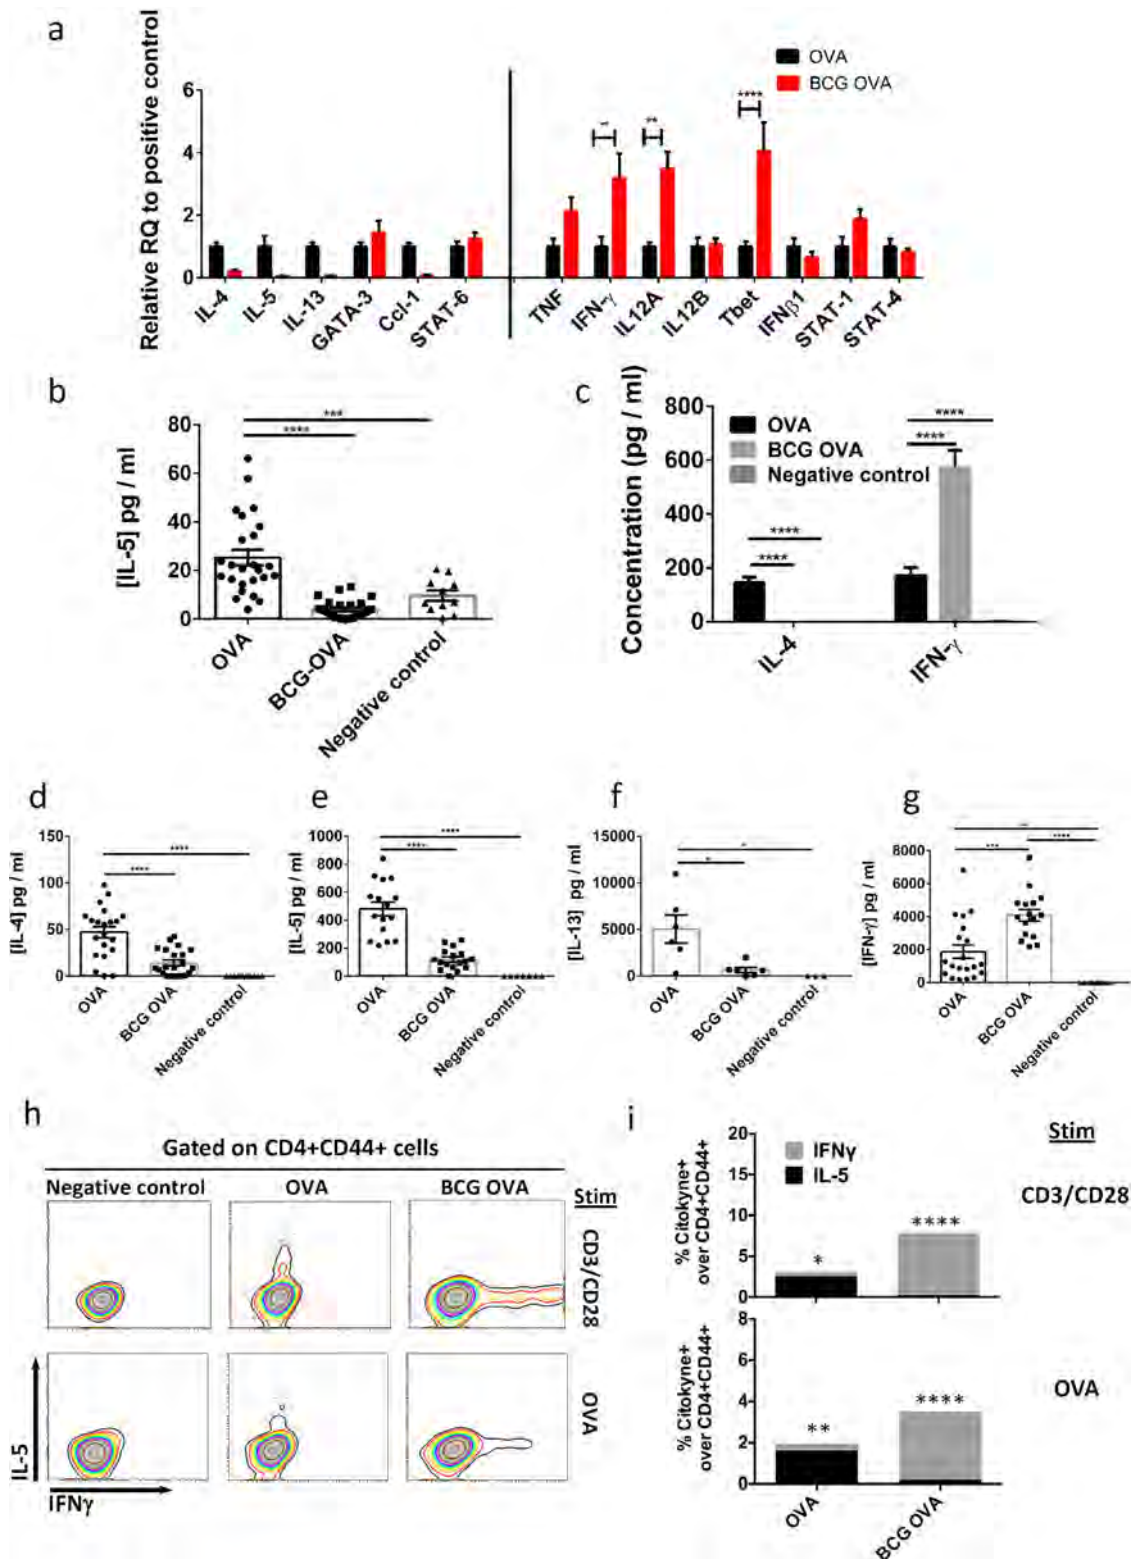 a
Relative RQ to positive control
6
4
2
0
OVA
BCG OVA
****
**
****
IL-4
IL-5
IL-13
GATA-3
Ccl-1
STAT-6
TNF
IFN-γ
IL12A
IL12B
Tbet
IFNβ1
STAT-1
STAT-4
b
[IL-5] pg / ml
80
60
40
20
0
***
****
OVA
BCG-OVA
Negative control
c
Concentration (pg / ml)
800
600
400
200
0
OVA
BCG OVA
Negative control
****
****
****
****
IL-4
IFN-γ
d
[IL-4] pg / ml
150
100
50
0
****
****
OVA
BCG OVA
Negative control
e
[IL-5] pg / ml
1000
800
600
400
200
0
****
****
OVA
BCG OVA
Negative control
f
[IL-13] pg / ml
15000
10000
5000
0
*
*
OVA
BCG OVA
Negative control
g
[IFN-γ] pg / ml
8000
6000
4000
2000
0
***
****
OVA
BCG OVA
Negative control
h
Gated on CD4+CD44+ cells
Negative control
OVA
BCG OVA
Stim
CD3/CD28
OVA
IL-5
IFNγ
i
% Citokyne+
over CD4+CD44+
20
15
10
5
0
IFNγ
IL-5
*
****
Stim
CD3/CD28
% Citokyne+
over CD4+CD44+
8
6
4
2
0
**
****
OVA
OVA
BCG OVA